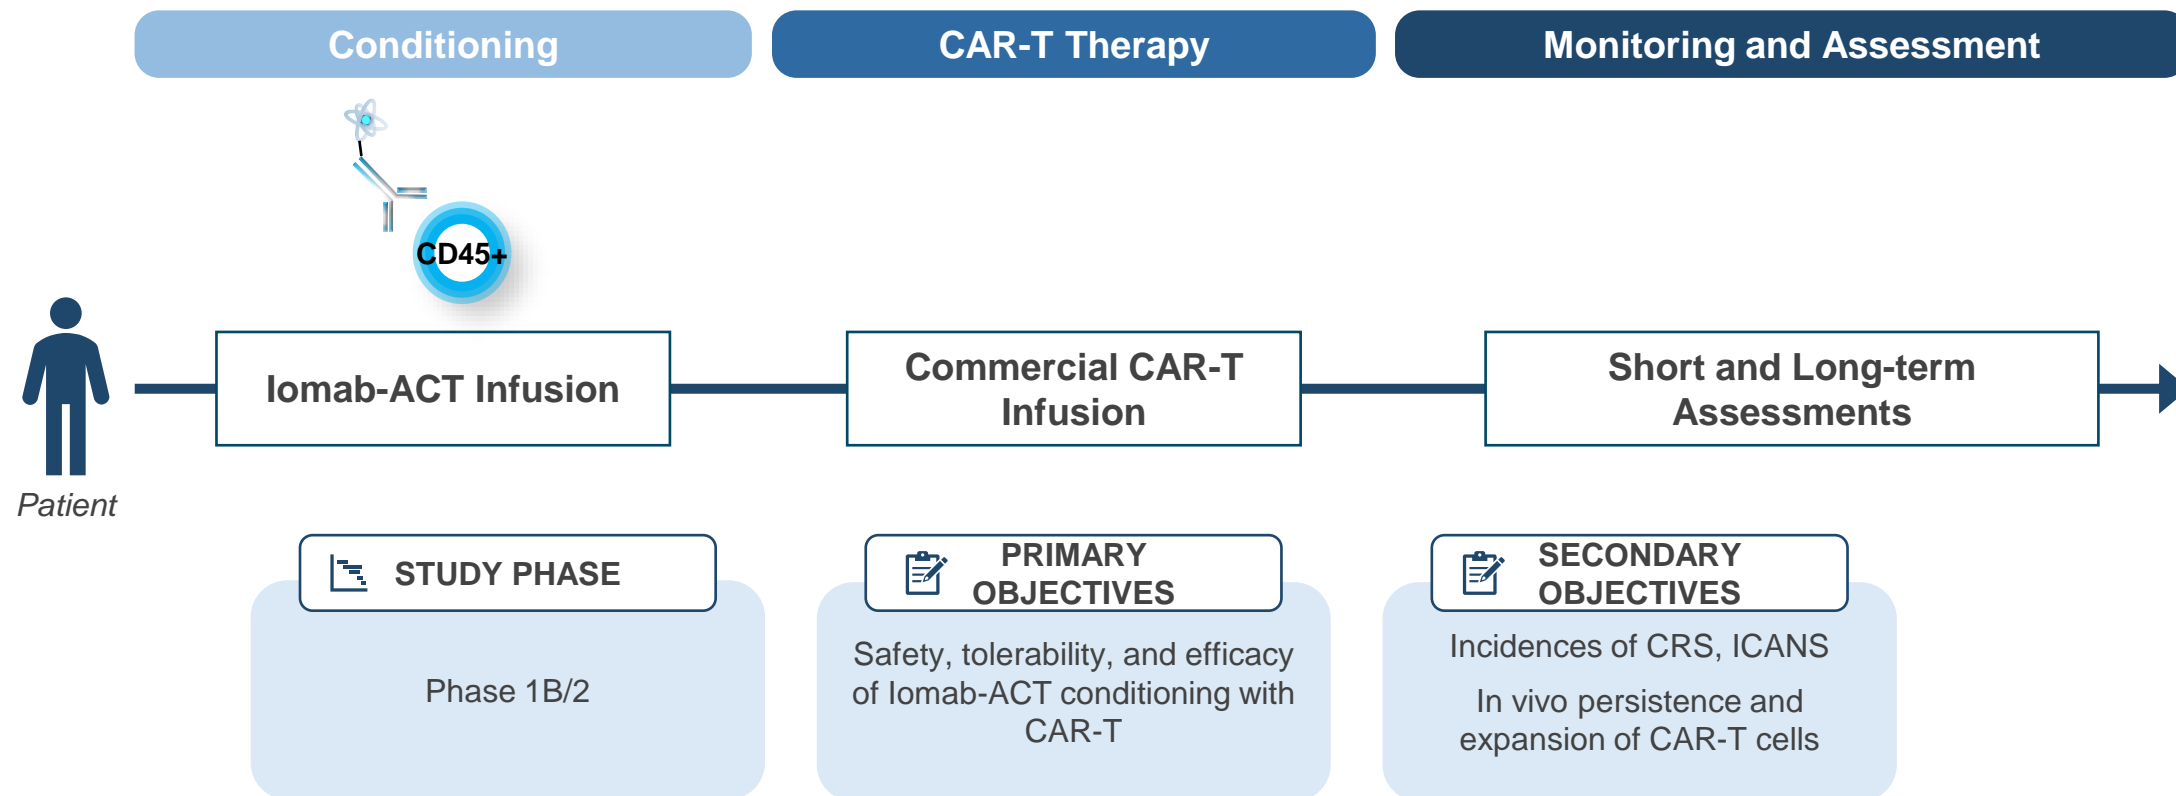 Conditioning
CAR-T Therapy
Monitoring and Assessment
CD45+
Iomab-ACT Infusion
Commercial CAR-T
Infusion
Short and Long-term
Assessments
Patient
STUDY PHASE
Phase 1B/2
PRIMARY
OBJECTIVES
Safety, tolerability, and efficacy
of Iomab-ACT conditioning with
CAR-T
SECONDARY
OBJECTIVES
Incidences of CRS, ICANS
In vivo persistence and
expansion of CAR-T cells